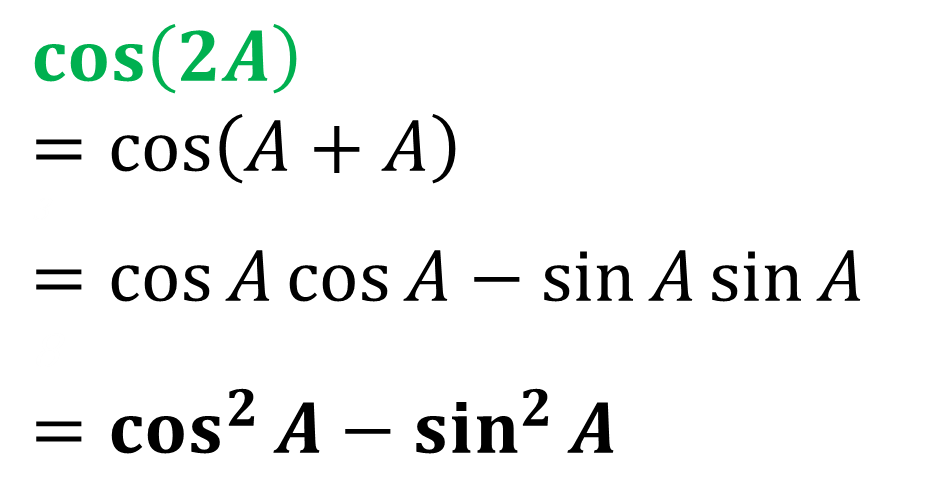 cos(2A)
= cos(A + A)
= cos A cos A − sin A sin A
= cos² A − sin² A